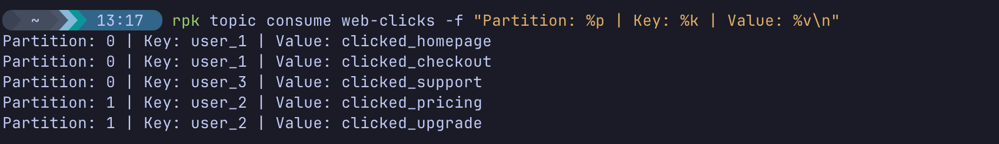 ~ 13:17 rpk topic consume web-clicks -f "Partition: %p | Key: %k | Value: %v\n"
Partition: 0 | Key: user_1 | Value: clicked_homepage
Partition: 0 | Key: user_1 | Value: clicked_checkout
Partition: 0 | Key: user_3 | Value: clicked_support
Partition: 1 | Key: user_2 | Value: clicked_pricing
Partition: 1 | Key: user_2 | Value: clicked_upgrade